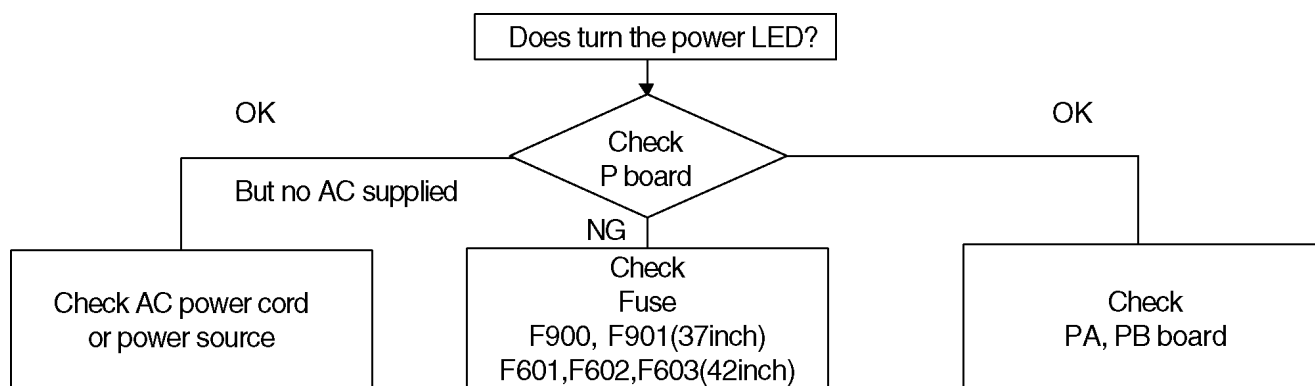 Does turn the power LED?
OK
OK
Check
P board
But no AC supplied
NG
Check AC power cord
or power source
Check
Fuse
F900, F901(37inch)
F601,F602,F603(42inch)
Check
PA, PB board